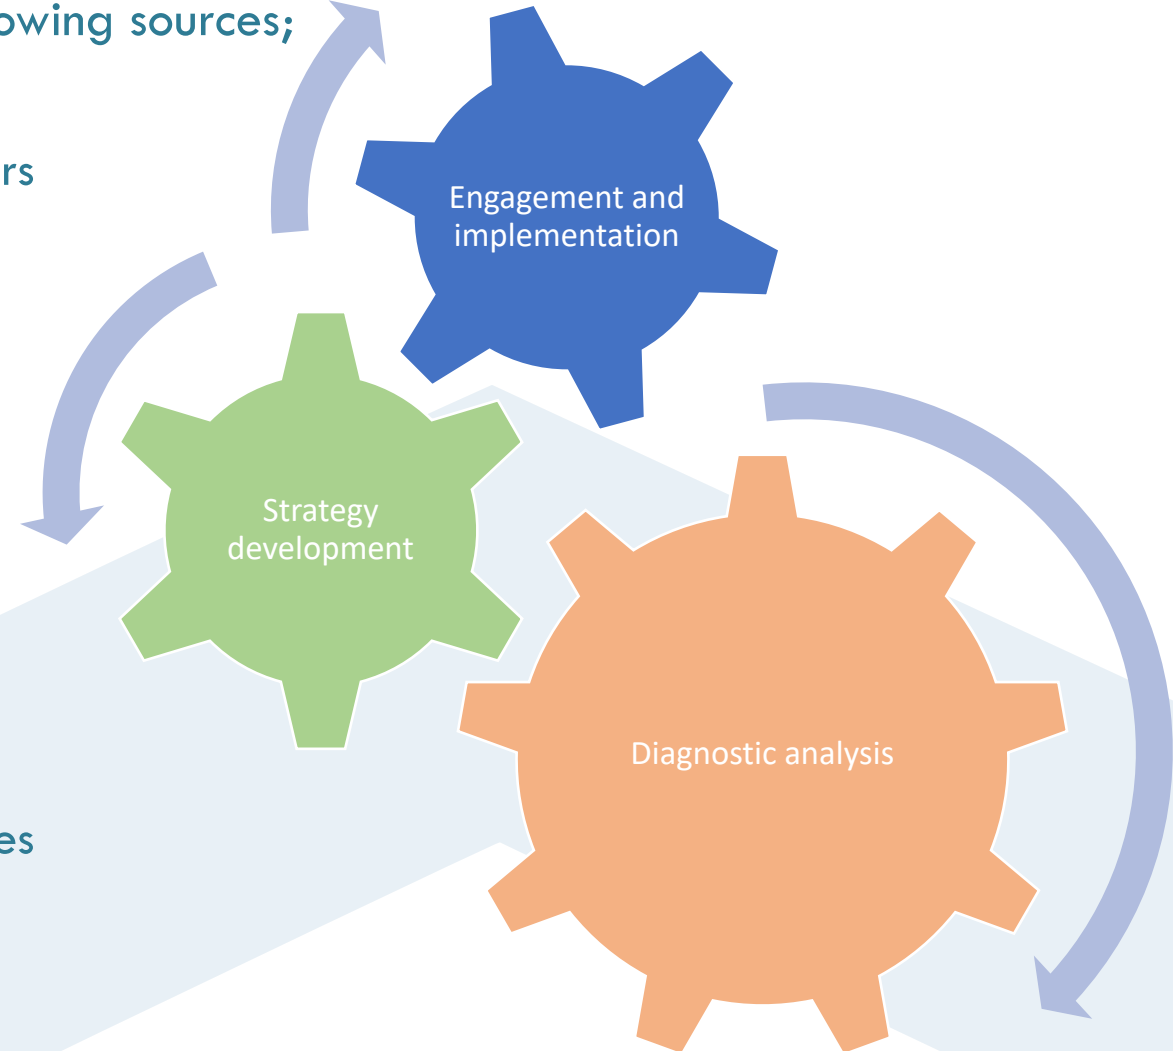 owing sources;
rs
Engagement and
implementation
Strategy
development
Diagnostic analysis
es